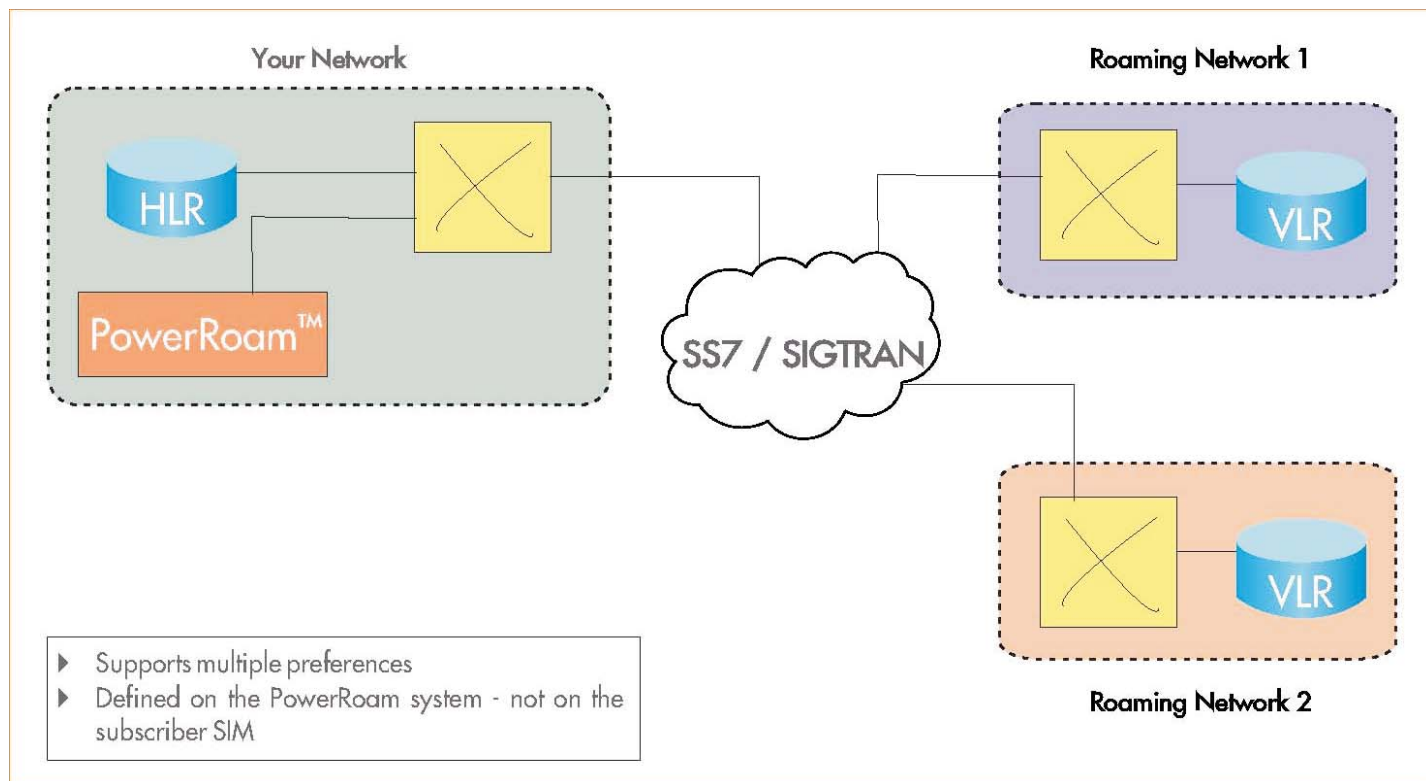 Your Network
Roaming Network 1
HLR
PowerRoam™
SS7 / SIGTRAN
VLR
VLR
Roaming Network 2
Supports multiple preferences
Defined on the PowerRoam system - not on the
subscriber SIM